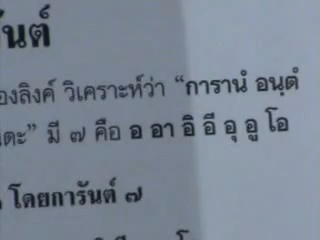 ันต์
องลิงค์ วิเคราะห์ว่า “การานํ อนฺตํ
ตะ” มี ๗ คือ อ อา อิ อี อุ อู โอ
โดยการันต์ ๗